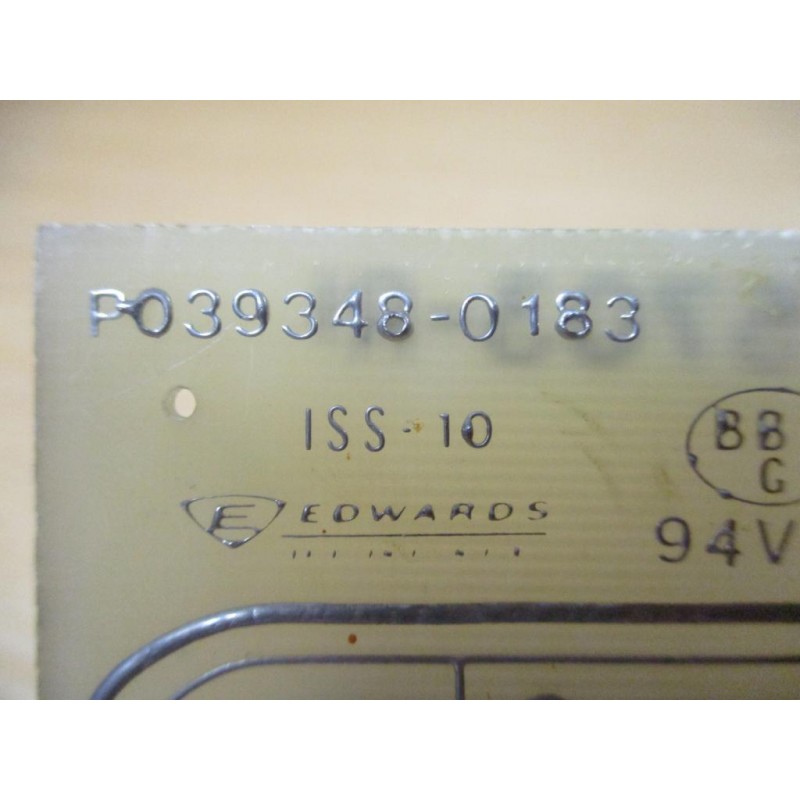 P039348-0183
ISS-10
BB
G
E EDWARDS
94V